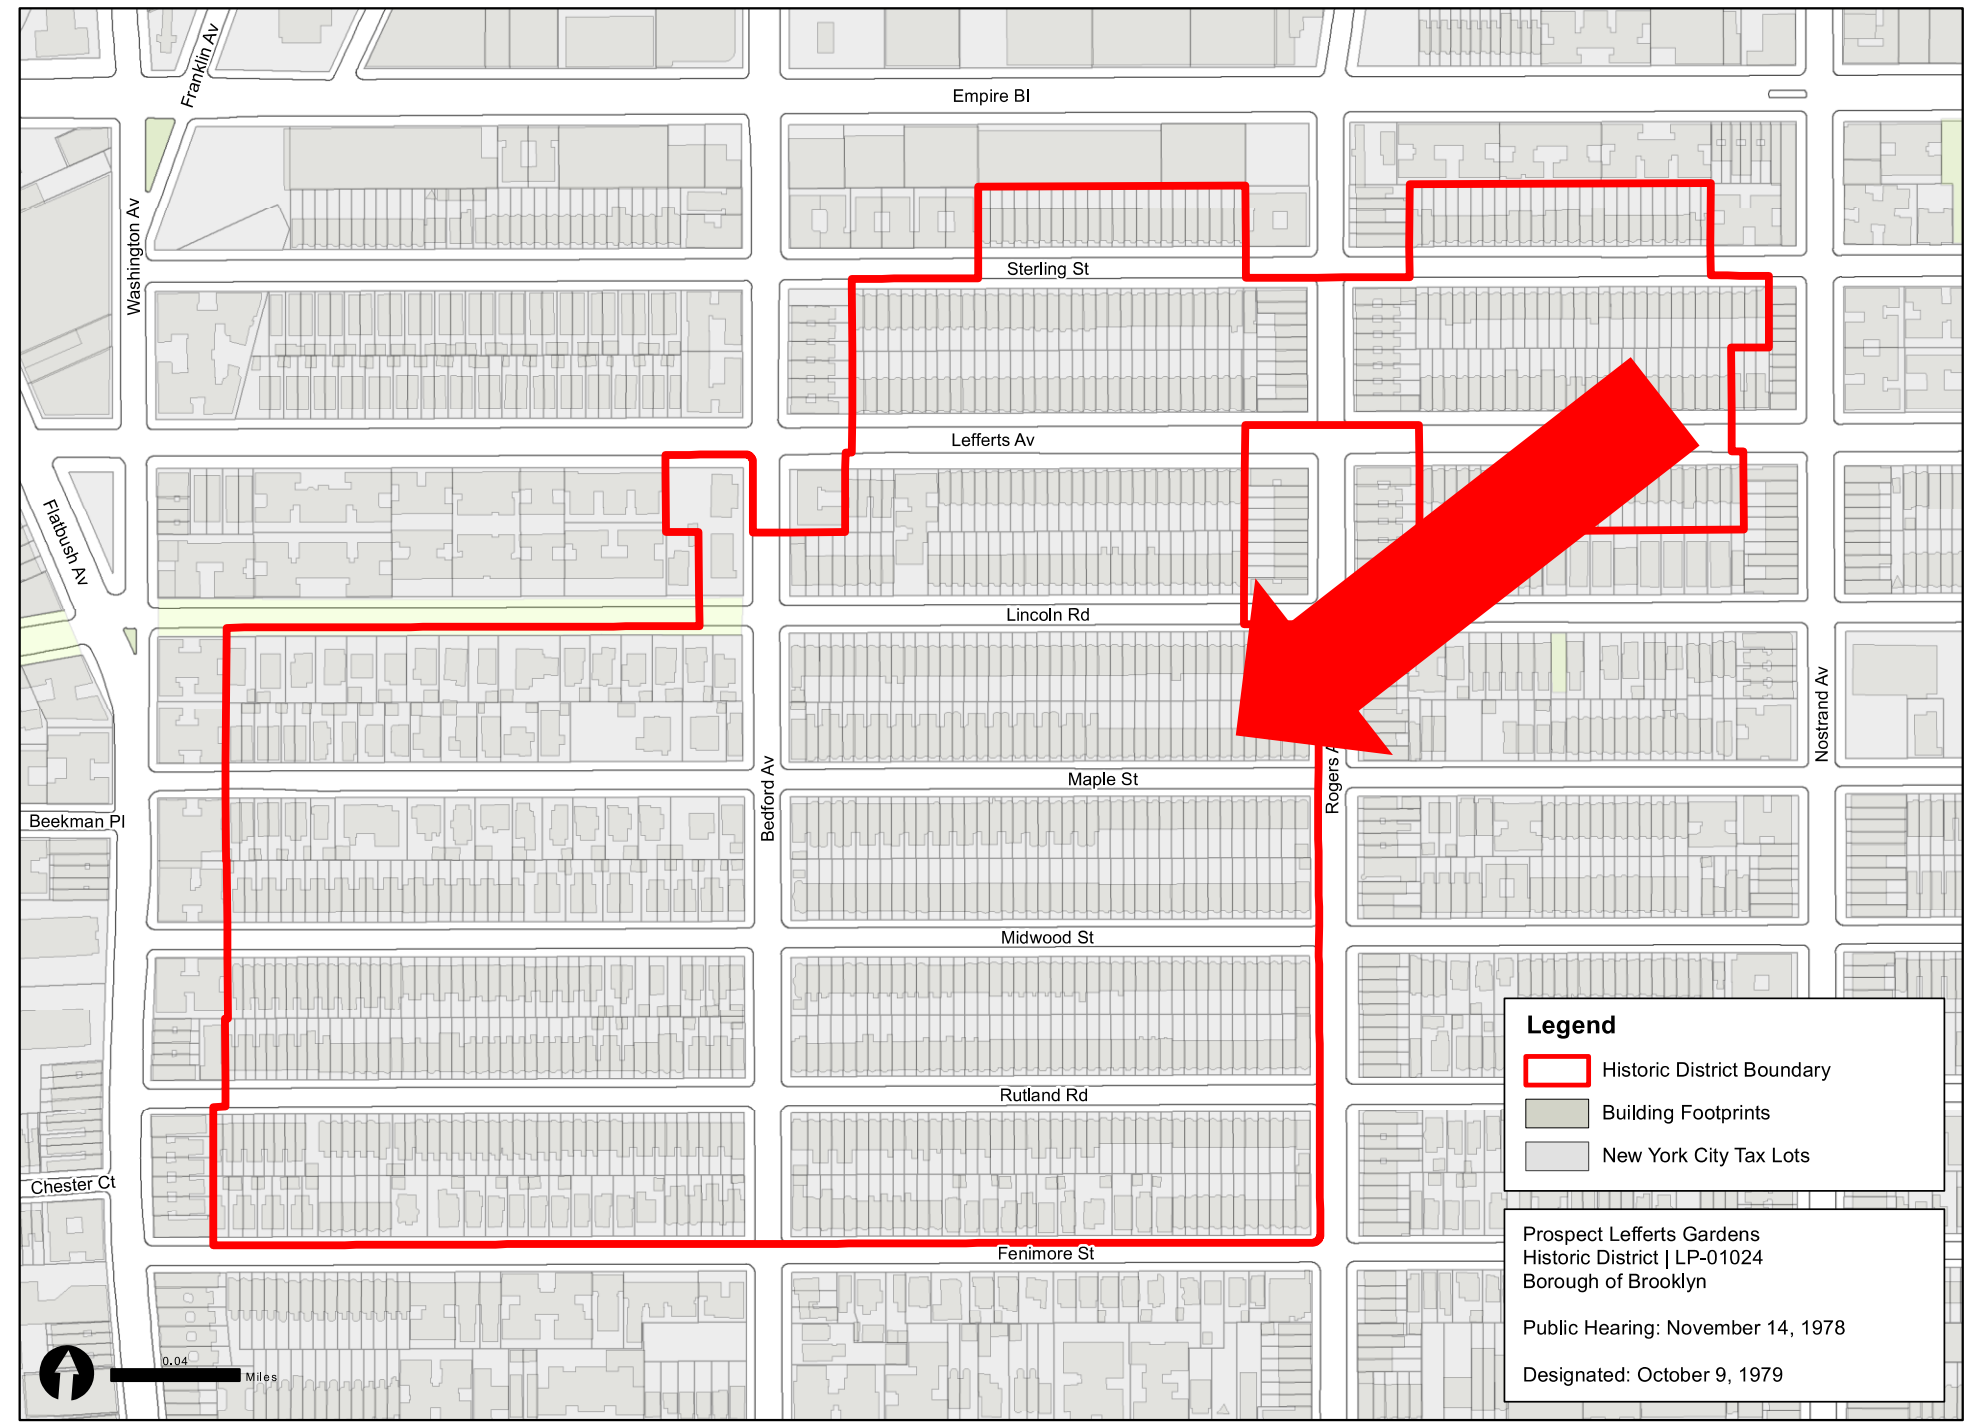 Franklin Av
Empire Bl
Washington Av
Sterling St
Lefferts Av
Flatbush Av
Lincoln Rd
Nostrand Av
Bedford Av
Maple St
Rogers A
Beekman Pl
Midwood St
Rutland Rd
Chester Ct
Fenimore St
Legend
Historic District Boundary
Building Footprints
New York City Tax Lots
Prospect Lefferts Gardens
Historic District | LP-01024
Borough of Brooklyn
Public Hearing: November 14, 1978
Designated: October 9, 1979
0.04
Miles